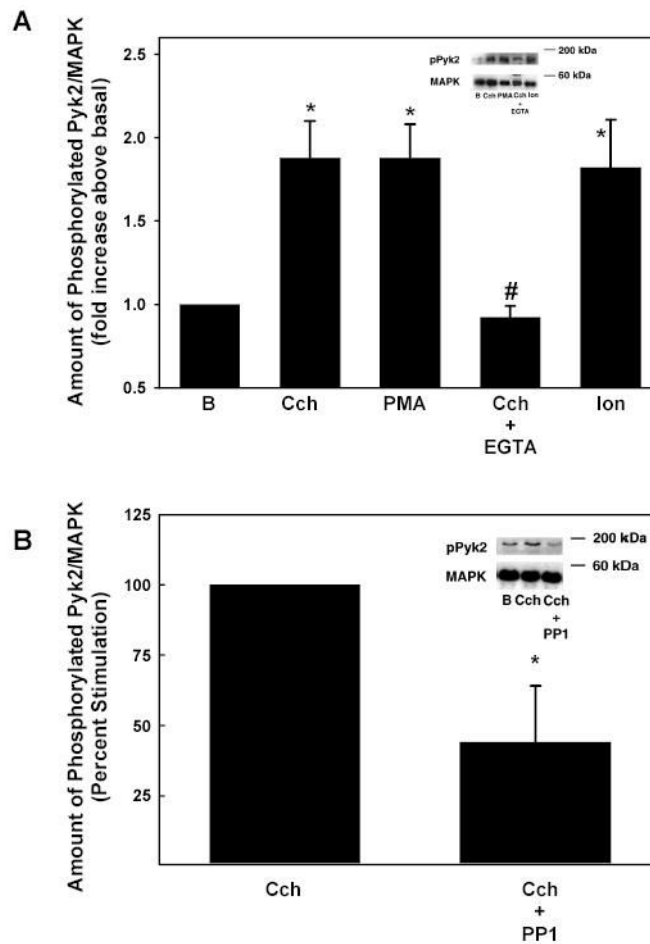 A
Amount of Phosphorylated Pyk2/MAPK
(fold increase above basal)
2.5
2.0
1.5
1.0
0.5
pPyk2
MAPK
200 kDa
60 kDa
B Cch PMA Cch Ion
+
EGTA
*
*
#
*
B
Cch
PMA
Cch
+
EGTA
Ion
B
Amount of Phosphorylated Pyk2/MAPK
(Percent Stimulation)
125
100
75
50
25
pPyk2
MAPK
200 kDa
60 kDa
B Cch Cch
+
PP1
*
Cch
Cch
+
PP1